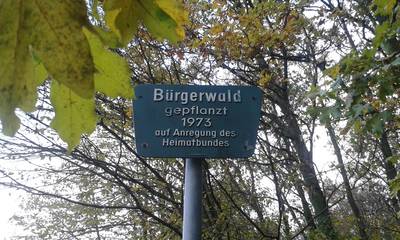 Bürgerwald
gepflanzt
1973
auf Anregung des
Heimatbundes